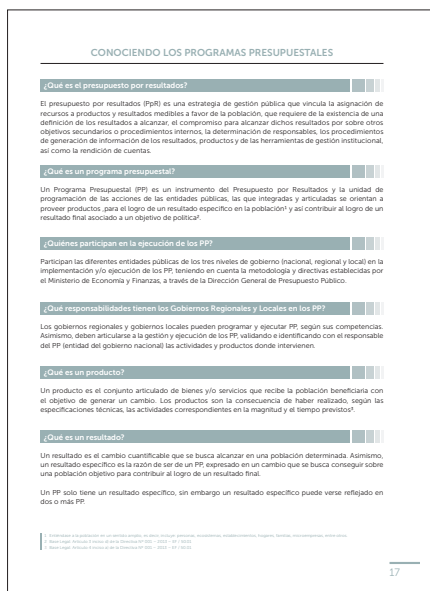 CONOCIENDO LOS PROGRAMAS PRESUPUESTALES
¿Qué es el presupuesto por resultados?
El presupuesto por resultados (PpR) es una estrategia de gestión pública que vincula la asignación de
recursos a productos y resultados medibles a favor de la población, que requiere de la existencia de una
definición de los resultados a alcanzar, el compromiso para alcanzar dichos resultados por sobre otros
objetivos secundarios o procedimientos internos, la determinación de responsables, los procedimientos
de generación de información de los resultados, productos y de las herramientas de gestión institucional,
así como la rendición de cuentas.
¿Qué es un programa presupuestal?
Un Programa Presupuestal (PP) es un instrumento del Presupuesto por Resultados y la unidad de
programación de las acciones de las entidades públicas, las que integradas y articuladas se orientan a
proveer productos ,para el logro de un resultado específico en la población¹ y así contribuir al logro de un
resultado final asociado a un objetivo de política².
¿Quiénes participan en la ejecución de los PP?
Participan las diferentes entidades públicas de los tres niveles de gobierno (nacional, regional y local) en la
implementación y/o ejecución de los PP, teniendo en cuenta la metodología y directivas establecidas por
el Ministerio de Economía y Finanzas, a través de la Dirección General de Presupuesto Público.
¿Qué responsabilidades tienen los Gobiernos Regionales y Locales en los PP?
Los gobiernos regionales y gobiernos locales pueden programar y ejecutar PP, según sus competencias.
Asimismo, deben articularse a la gestión y ejecución de los PP, validando e identificando con el responsable
del PP (entidad del gobierno nacional) las actividades y productos donde intervienen.
¿Qué es un producto?
Un producto es el conjunto articulado de bienes y/o servicios que recibe la población beneficiaria con
el objetivo de generar un cambio. Los productos son la consecuencia de haber realizado, según las
especificaciones técnicas, las actividades correspondientes en la magnitud y el tiempo previstos³.
¿Qué es un resultado?
Un resultado es el cambio cuantificable que se busca alcanzar en una población determinada. Asimismo,
un resultado específico es la razón de ser de un PP, expresado en un cambio que se busca conseguir sobre
una población objetivo para contribuir al logro de un resultado final.
Un PP solo tiene un resultado específico, sin embargo un resultado específico puede verse reflejado en
dos o más PP.
17